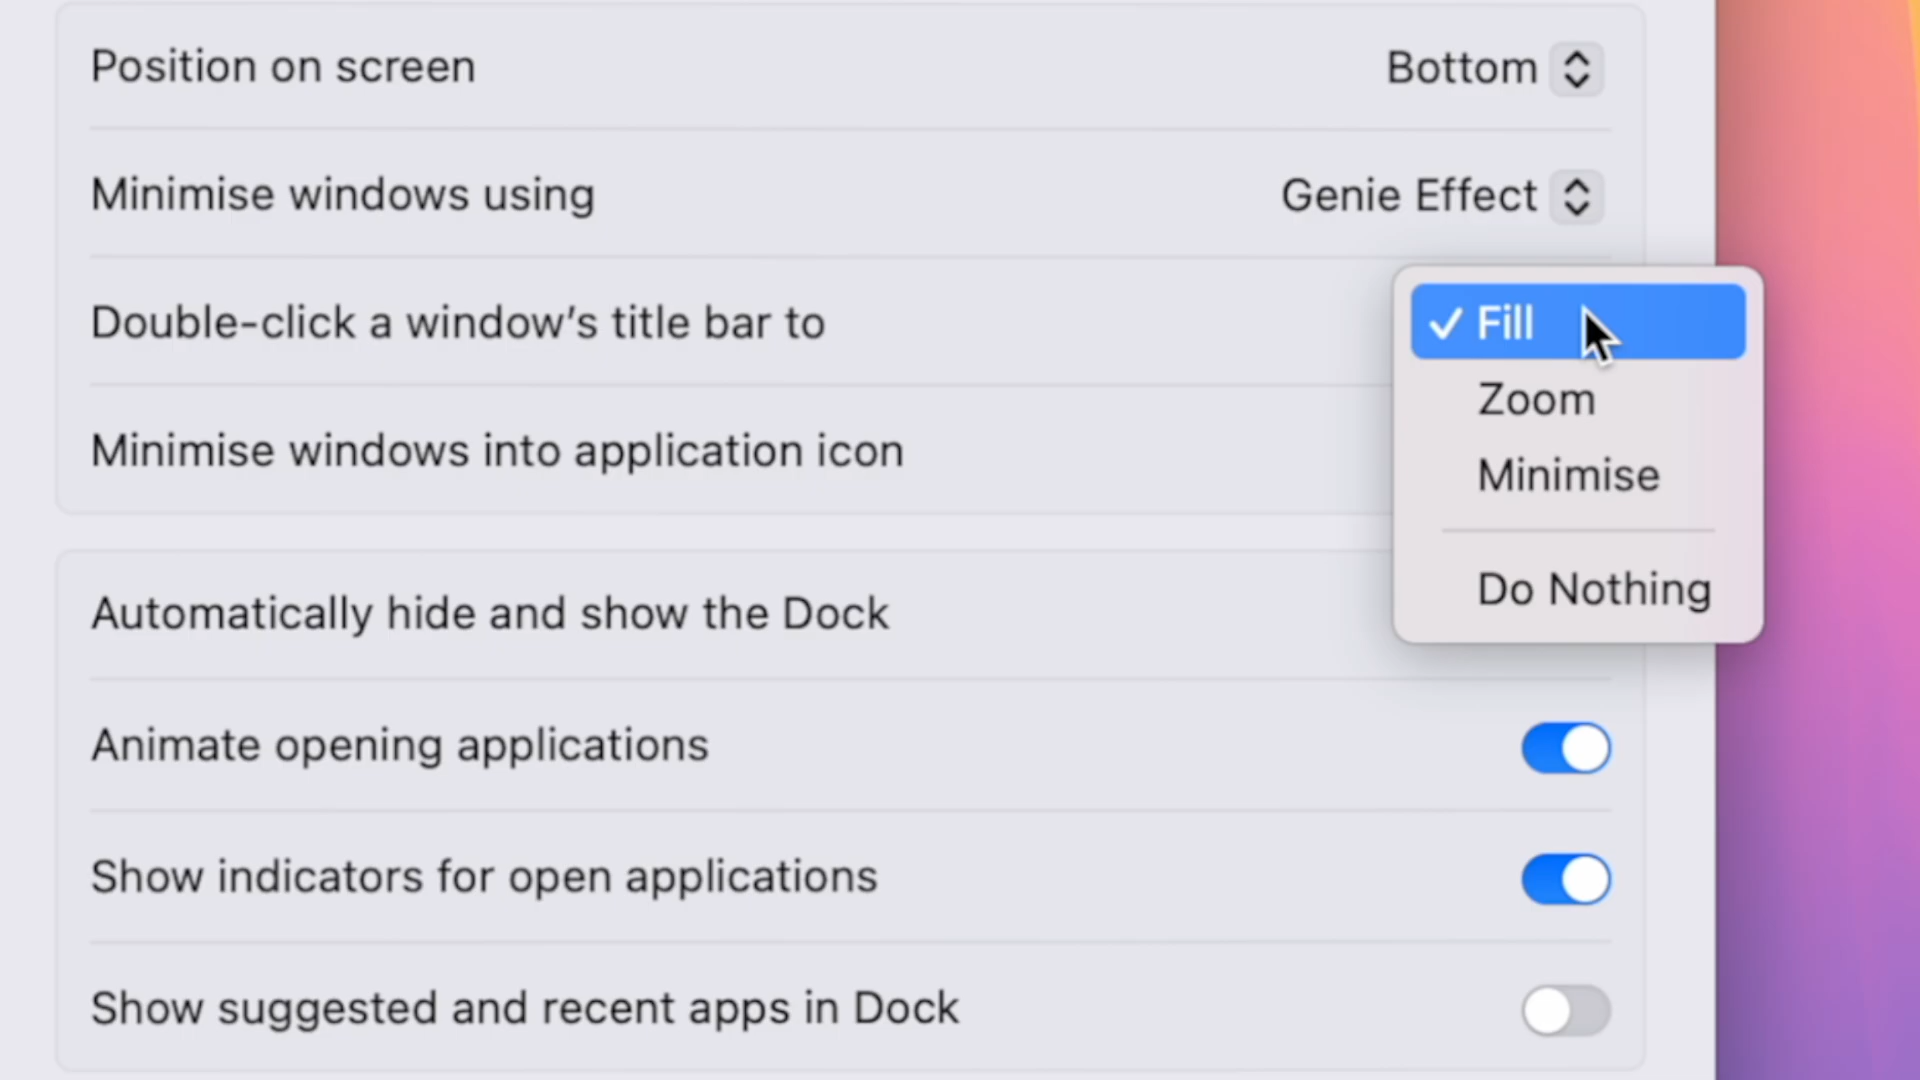 Position on screen Bottom
Minimise windows using Genie Effect
Double-click a window's title bar to
✓ Fill
Zoom
Minimise windows into application icon
Minimise
Do Nothing
Automatically hide and show the Dock
Animate opening applications
Show indicators for open applications
Show suggested and recent apps in Dock